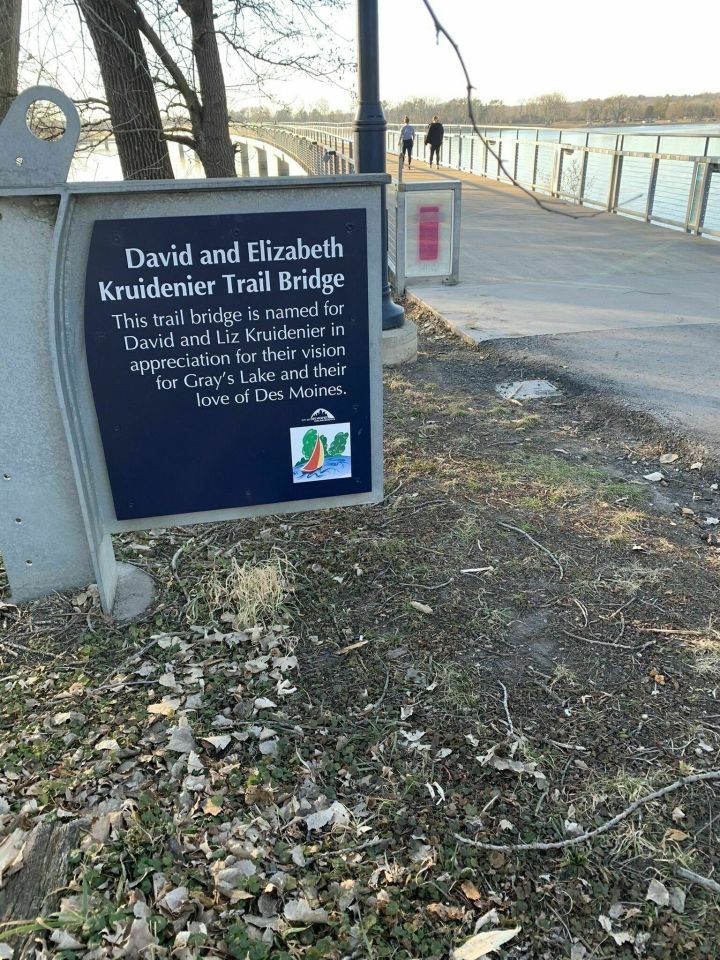 David and Elizabeth
Kruidenier Trail Bridge
This trail bridge is named for
David and Liz Kruidenier in
appreciation for their vision
for Gray's Lake and their
love of Des Moines.